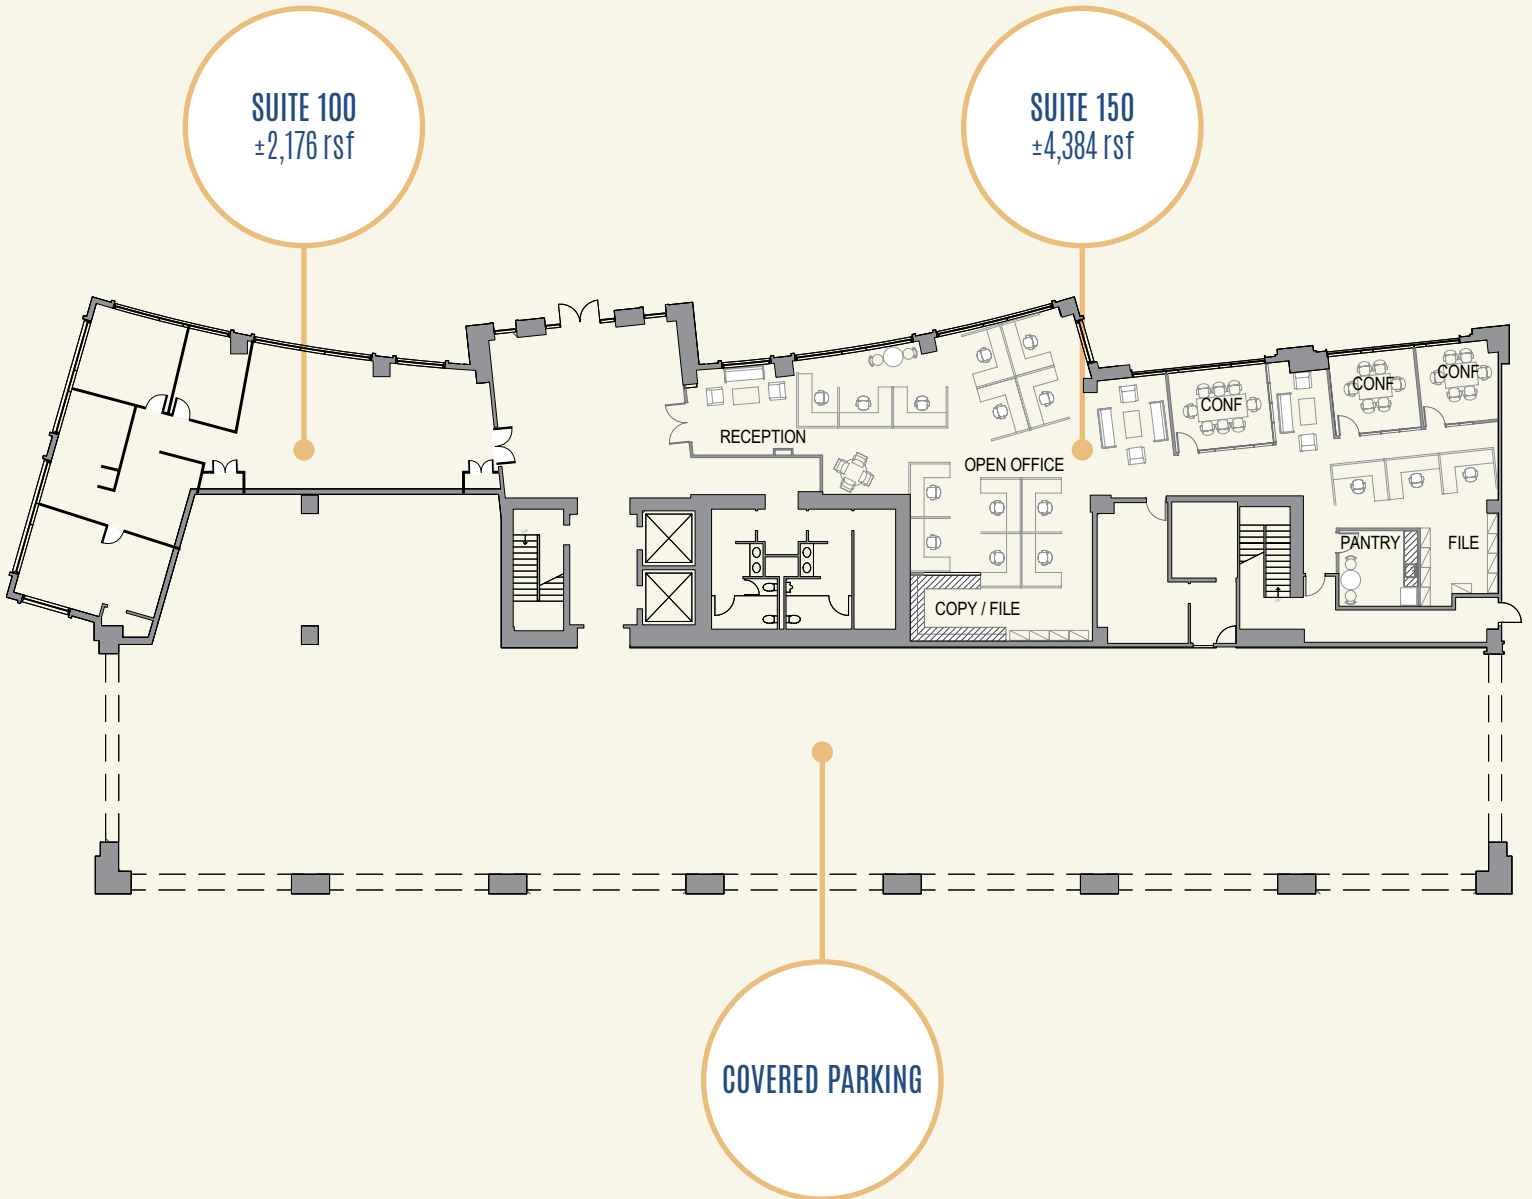 SUITE 100
±2,176 rsf
SUITE 150
±4,384 rsf
CONF
CONF
CONF
RECEPTION
OPEN OFFICE
PANTRY
FILE
COPY / FILE
COVERED PARKING